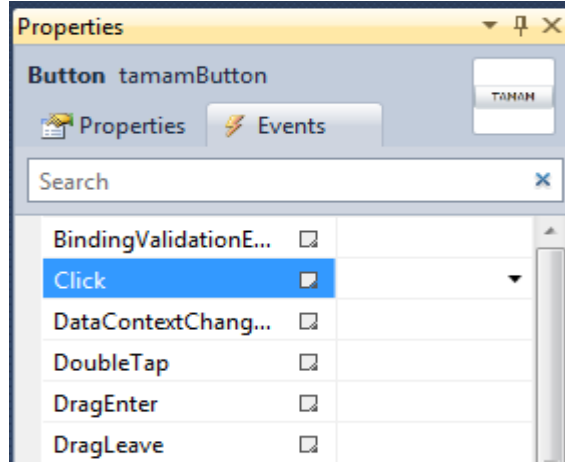 Properties
Button tamamButton
TAMAM
Properties Events
Search
BindingValidationE...
Click
DataContextChang...
DoubleTap
DragEnter
DragLeave